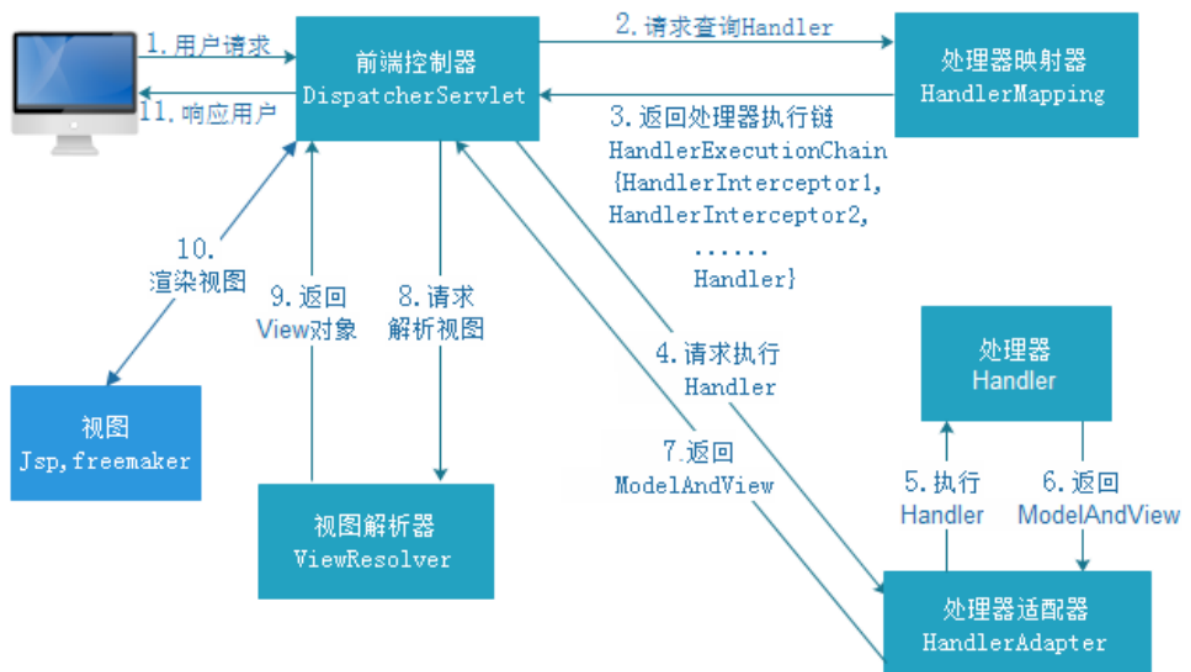 1.用户请求
11.响应用户
前端控制器
DispatcherServlet
2.请求查询Handler
处理器映射器
HandlerMapping
3.返回处理器执行链
HandlerExecutionChain
{HandlerInterceptor1,
HandlerInterceptor2,
......
Handler}
10.
渲染视图
9.返回
View对象
8.请求
解析视图
4.请求执行
Handler
处理器
Handler
视图
Jsp,freemaker
7.返回
ModelAndView
5.执行
Handler
6.返回
ModelAndView
视图解析器
ViewResolver
处理器适配器
HandlerAdapter